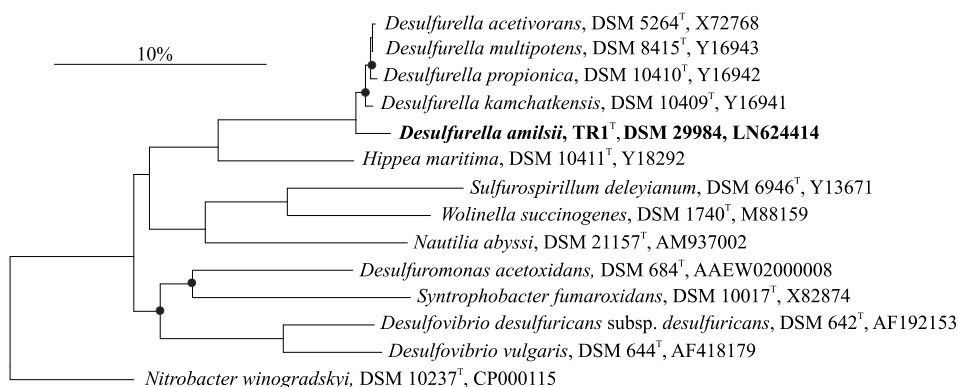 Desulfurella acetivorans, DSM 5264ᵀ, X72768
10%
Desulfurella multipotens, DSM 8415ᵀ, Y16943
Desulfurella propionica, DSM 10410ᵀ, Y16942
Desulfurella kamchatkensis, DSM 10409ᵀ, Y16941
Desulfurella amilsii, TR1ᵀ, DSM 29984, LN624414
Hippea maritima, DSM 10411ᵀ, Y18292
Sulfurospirillum deleyianum, DSM 6946ᵀ, Y13671
Wolinella succinogenes, DSM 1740ᵀ, M88159
Nautilia abyssi, DSM 21157ᵀ, AM937002
Desulfuromonas acetoxidans, DSM 684ᵀ, AAEW02000008
Syntrophobacter fumaroxidans, DSM 10017ᵀ, X82874
Desulfovibrio desulfuricans subsp. desulfuricans, DSM 642ᵀ, AF192153
Desulfovibrio vulgaris, DSM 644ᵀ, AF418179
Nitrobacter winogradskyi, DSM 10237ᵀ, CP000115